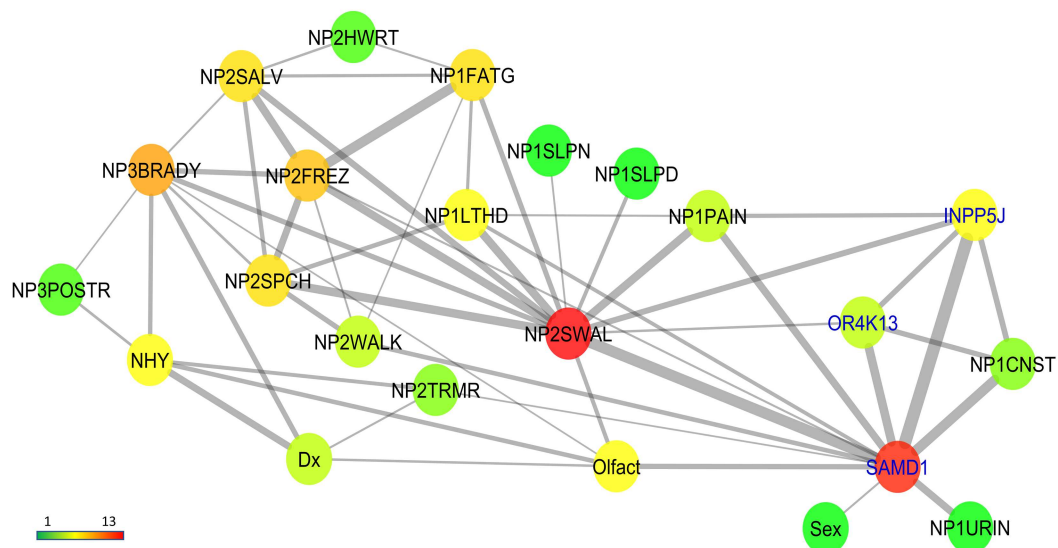 NP2HWRT
NP2SALV
NP1FATG
NP1SLPN
NP3BRADY
NP2FREZ
NP1SLPD
NP1LTHD
NP1PAIN
INPP5J
NP2SPCH
NP3POSTR
OR4K13
NP2SWAL
NP2WALK
NHY
NP1CNST
NP2TRMR
Dx
Olfact
SAMD1
1 13
Sex
NP1URIN